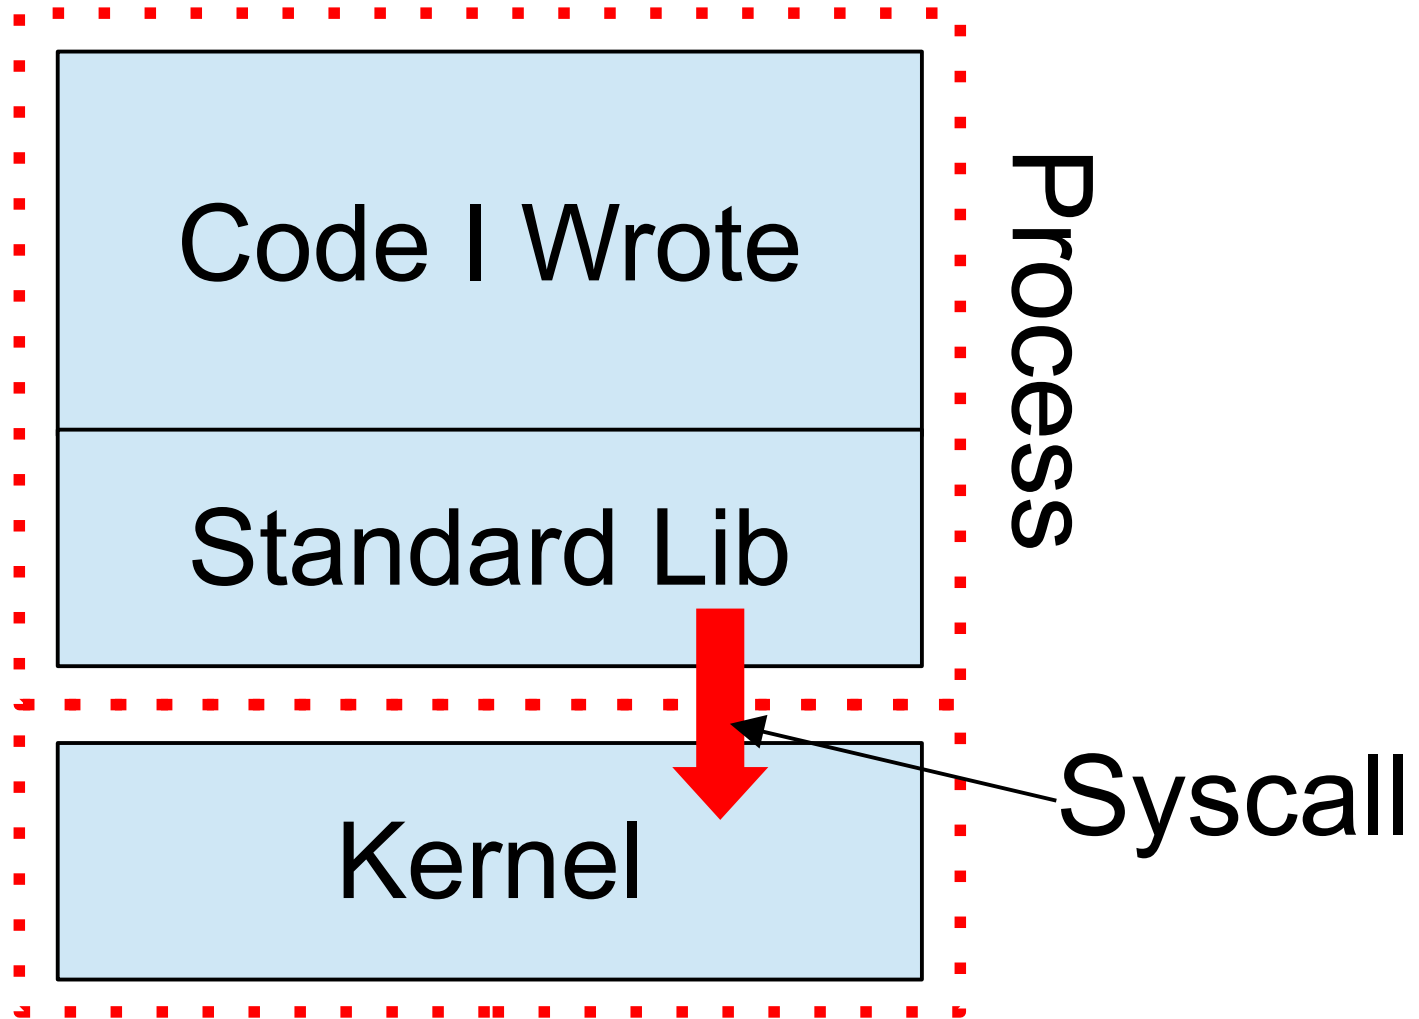 Code I Wrote
Process
Standard Lib
Syscall
Kernel